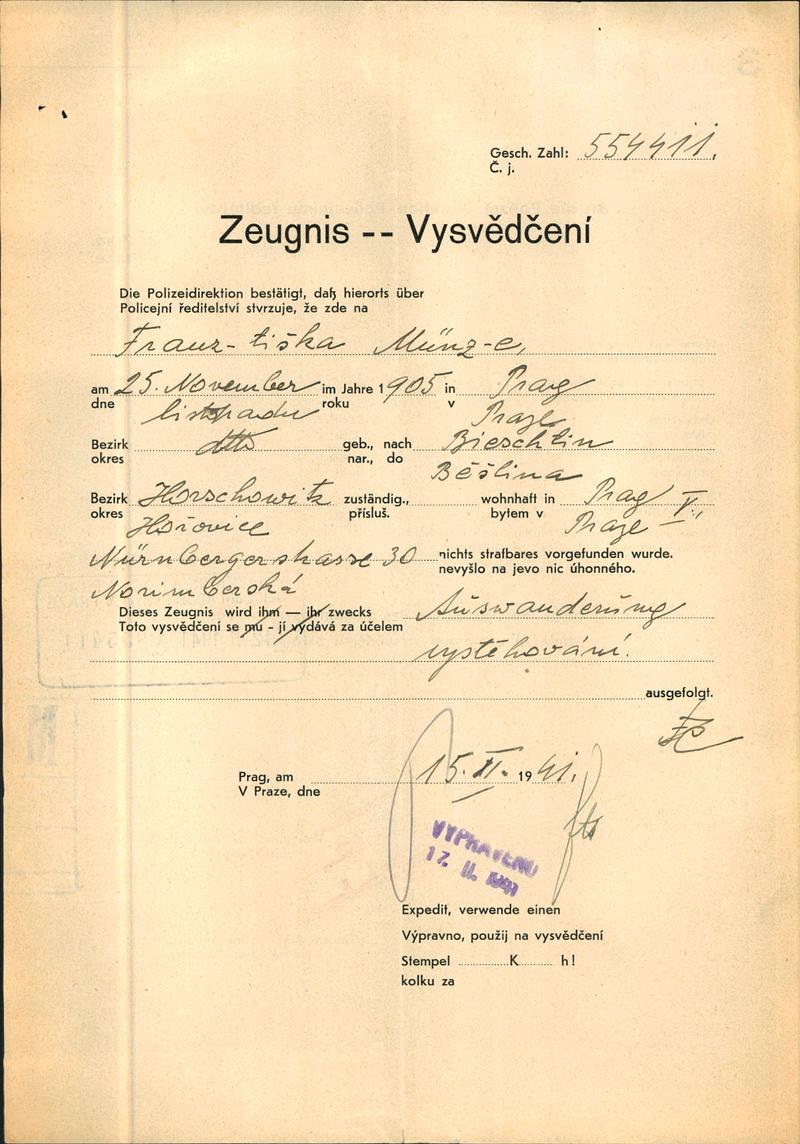 Gesch. Zahl: 554411.
Č. j.
Zeugnis -- Vysvědčení
Die Polizeidirektion bestätigt, daß hierorts über
Policejní ředitelství stvrzuje, že zde na
Franz-tiška Münz-e,
am 25. November im Jahre 1905 in Prag
dne listopadu roku v Praze
Bezirk dtto geb., nach Bieschtin
okres nar., do Běština
Bezirk Horschowitz zuständig., wohnhaft in Prag V.,
okres Hořovice přísluš. bytem v Praze
Nürnbergerstrasse 30 nichts strafbares vorgefunden wurde.
Norimberská nevyšlo na jevo nic úhonného.
Dieses Zeugnis wird ihm — ihr zwecks Auswanderung
Toto vysvědčení se mu - jí vydává za účelem
vystěhování.
ausgefolgt.
Prag, am 15. II. 1941.
V Praze, dne
VYPRAVENO
17. II. 1941
Expedit, verwende einen
Výpravno, použij na vysvědčení
Stempel K h!
kolku za